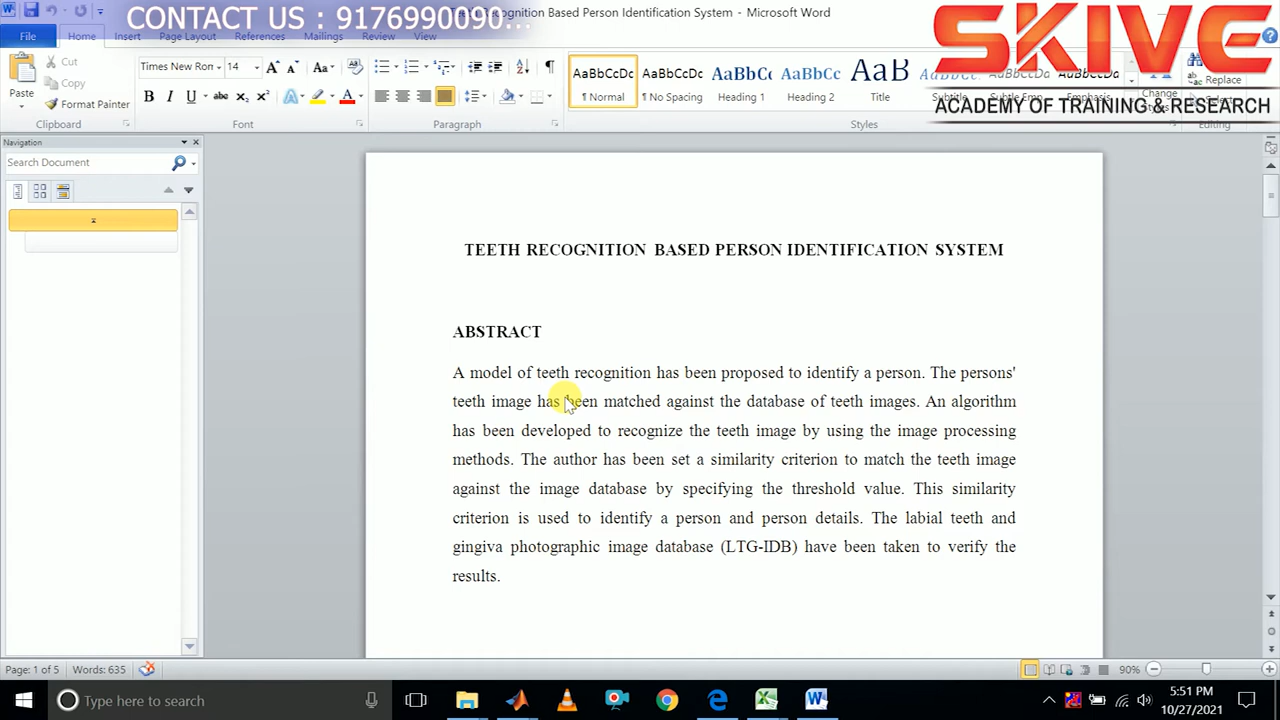 CONTACT US : 9176990090...
Recognition Based Person Identification System - Microsoft Word
SKIVE
ACADEMY OF TRAINING & RESEARCH
File Home Insert Page Layout References Mailings Review View
Cut
Copy
Paste
Format Painter
Clipboard
Times New Ron 14
Font
Paragraph
AaBbCcDc AaBbCcDc AaBbCc AaBbCc AaB AaBbCcDc
¶ Normal ¶ No Spacing Heading 1 Heading 2 Title Subtitle Subtle Emp... Emphasis
Change
Styles
Replace
Editing
Navigation
Search Document
TEETH RECOGNITION BASED PERSON IDENTIFICATION SYSTEM
ABSTRACT
A model of teeth recognition has been proposed to identify a person. The persons'
teeth image has been matched against the database of teeth images. An algorithm
has been developed to recognize the teeth image by using the image processing
methods. The author has been set a similarity criterion to match the teeth image
against the image database by specifying the threshold value. This similarity
criterion is used to identify a person and person details. The labial teeth and
gingiva photographic image database (LTG-IDB) have been taken to verify the
results.
Page: 1 of 5 Words: 635
90%
Type here to search
5:51 PM
10/27/2021